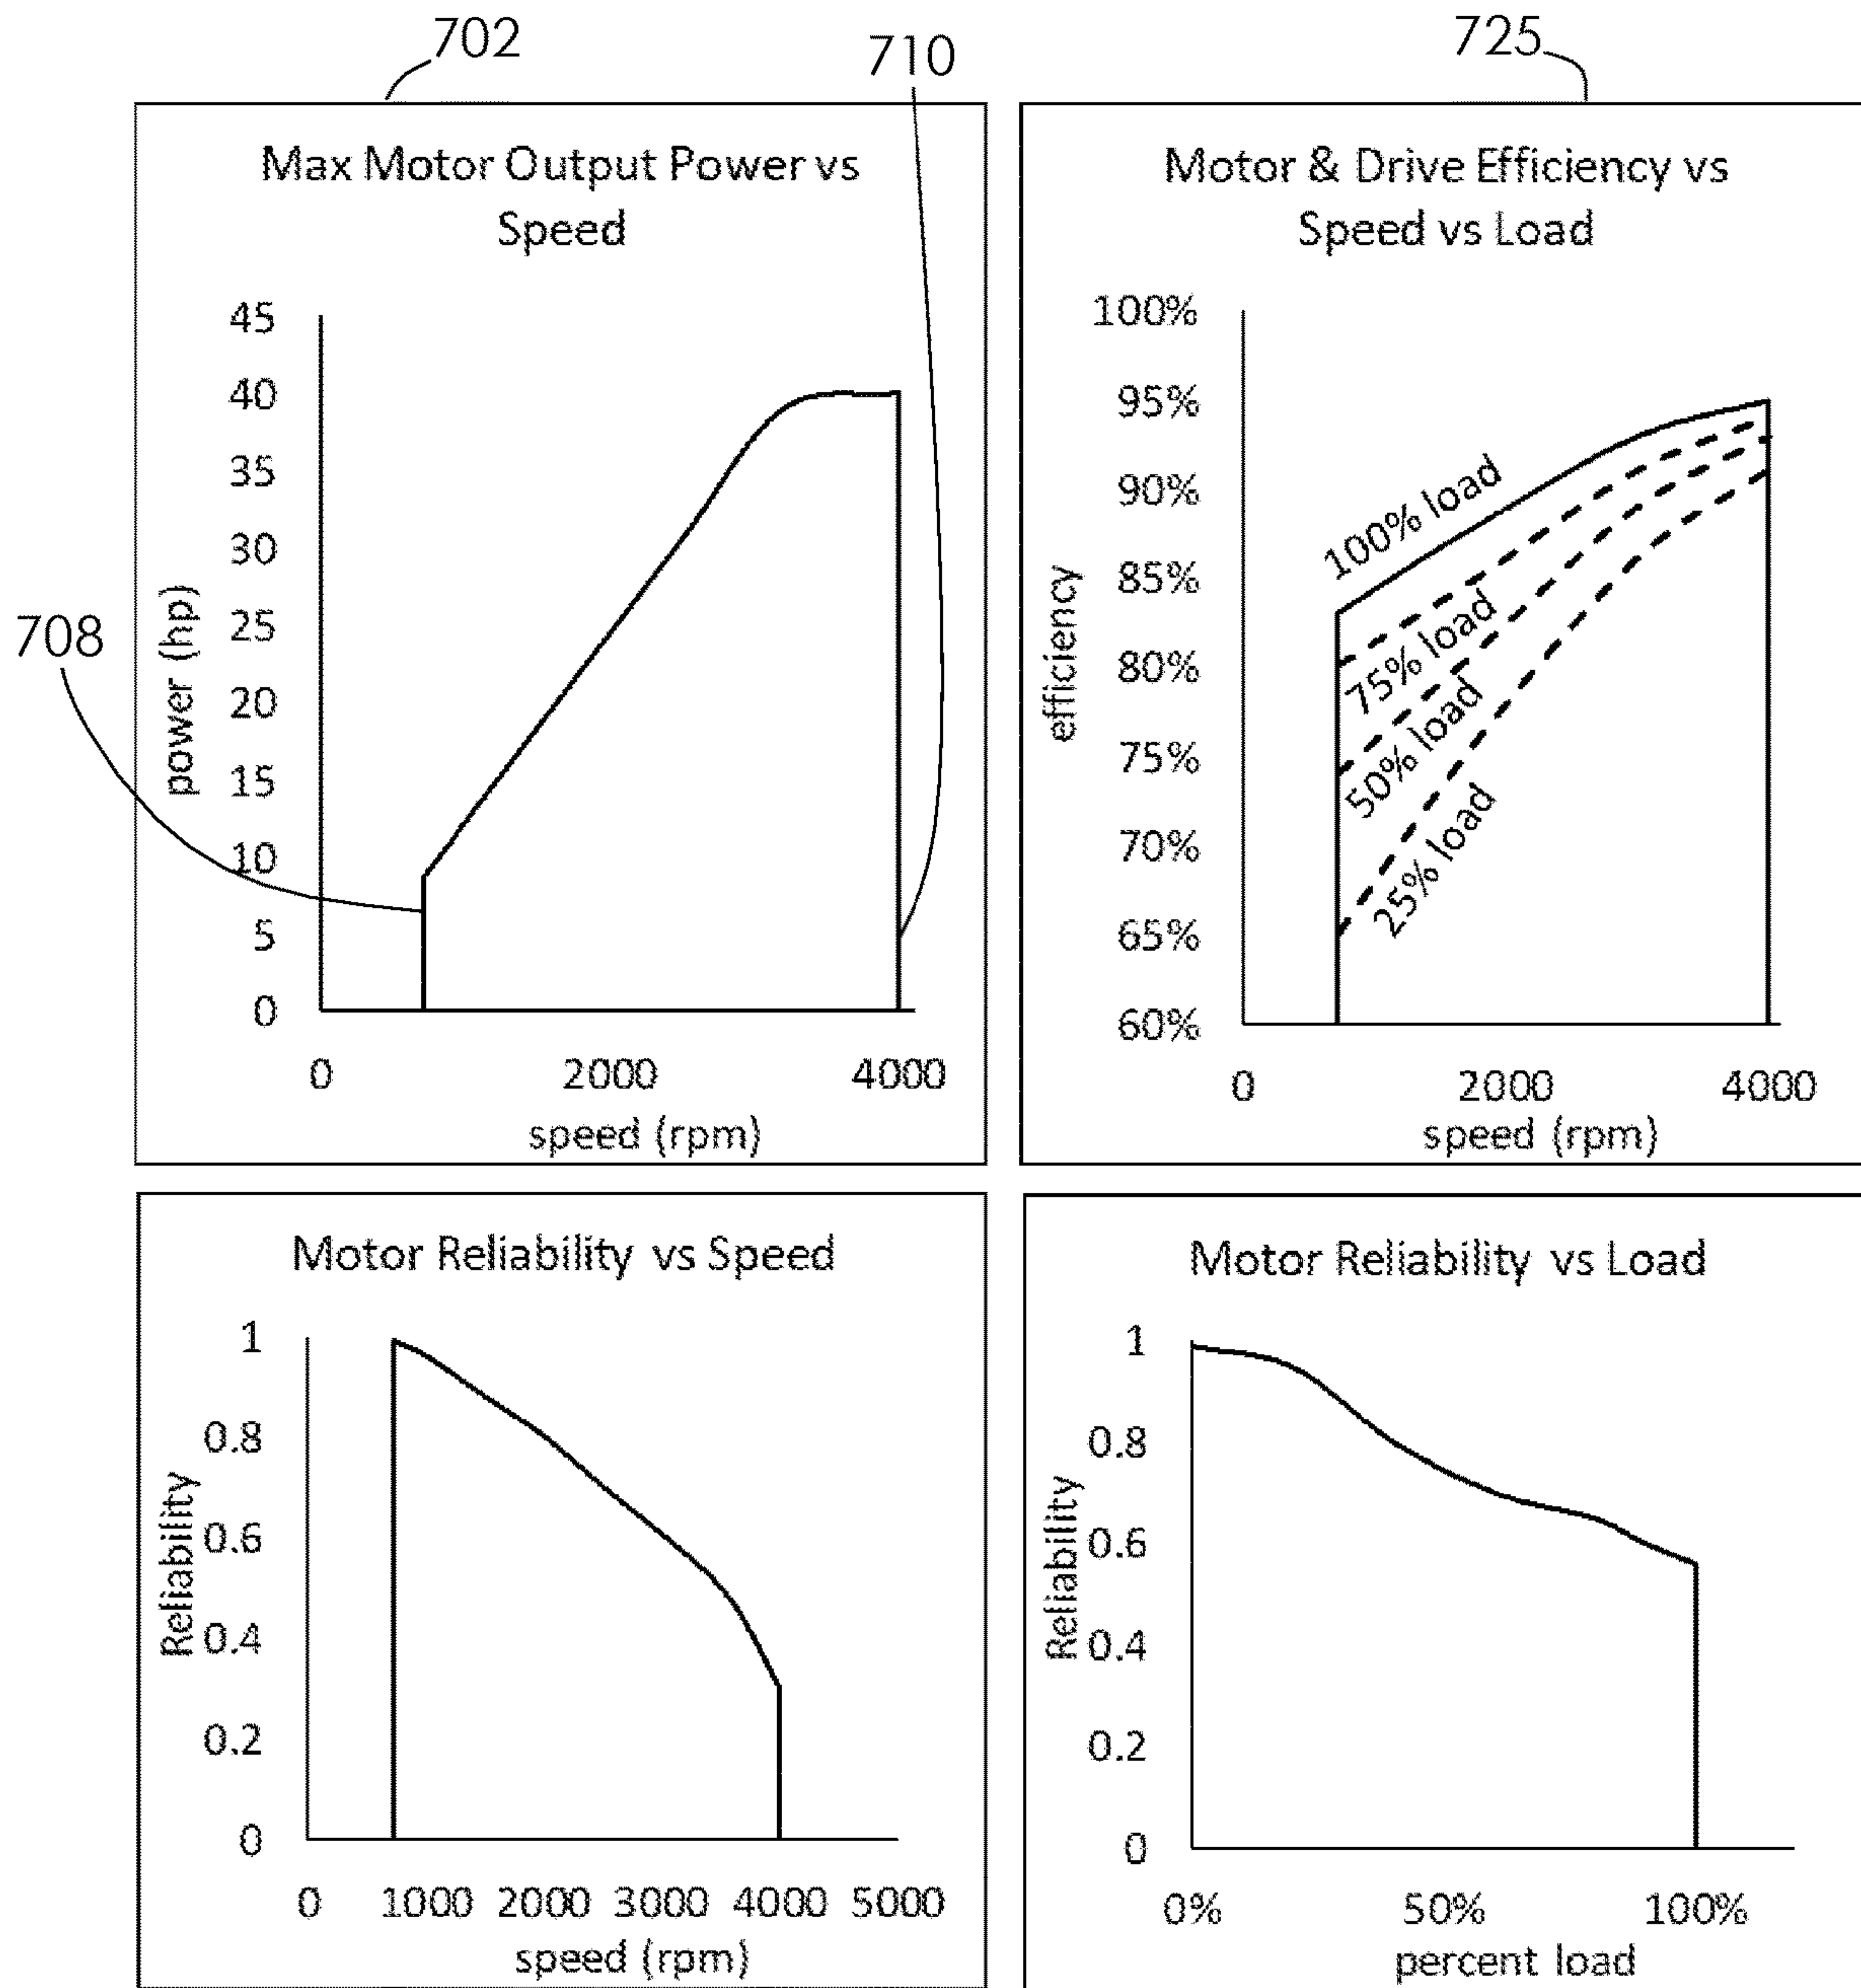 702
710
725
Max Motor Output Power vs
Speed
45
40
35
30
25
20
15
10
5
0
power (hp)
708
0 2000 4000
speed (rpm)
Motor & Drive Efficiency vs
Speed vs Load
100%
95%
90%
85%
80%
75%
70%
65%
60%
efficiency
100% load
75% load
50% load
25% load
0 2000 4000
speed (rpm)
Motor Reliability vs Speed
1
0.8
0.6
0.4
0.2
0
Reliability
0 1000 2000 3000 4000 5000
speed (rpm)
Motor Reliability vs Load
1
0.8
0.6
0.4
0.2
0
Reliability
0% 50% 100%
percent load